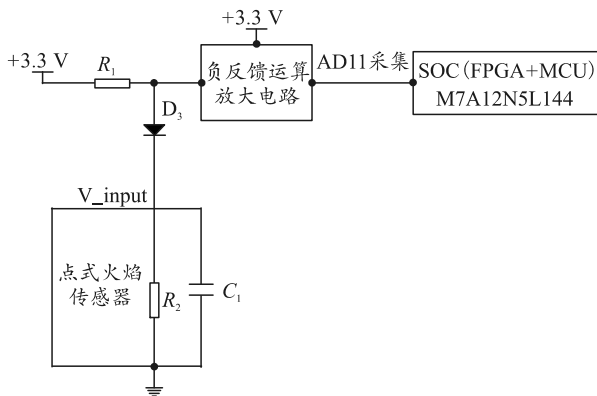 +3.3 V
+3.3 V
R₁
负反馈运算
放大电路
AD11采集
SOC(FPGA+MCU)
M7A12N5L144
D₃
V_input
点式火焰
传感器
R₂
C₁